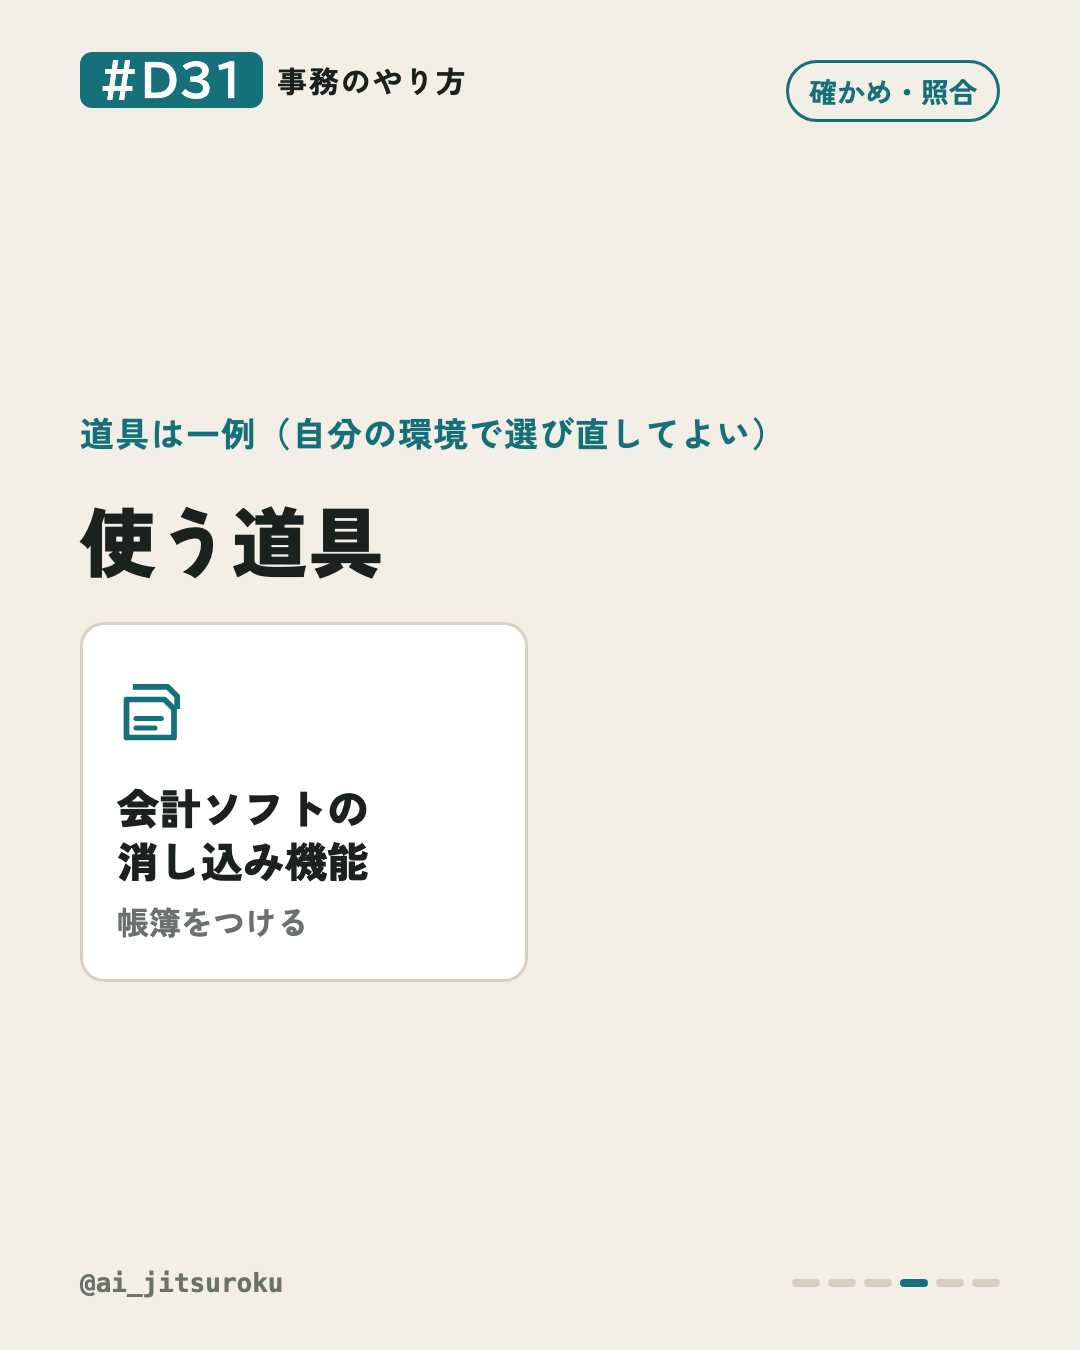 #D31 事務のやり方
確かめ・照合
道具は一例（自分の環境で選び直してよい）
使う道具
会計ソフトの
消し込み機能
帳簿をつける
@ai_jitsuroku